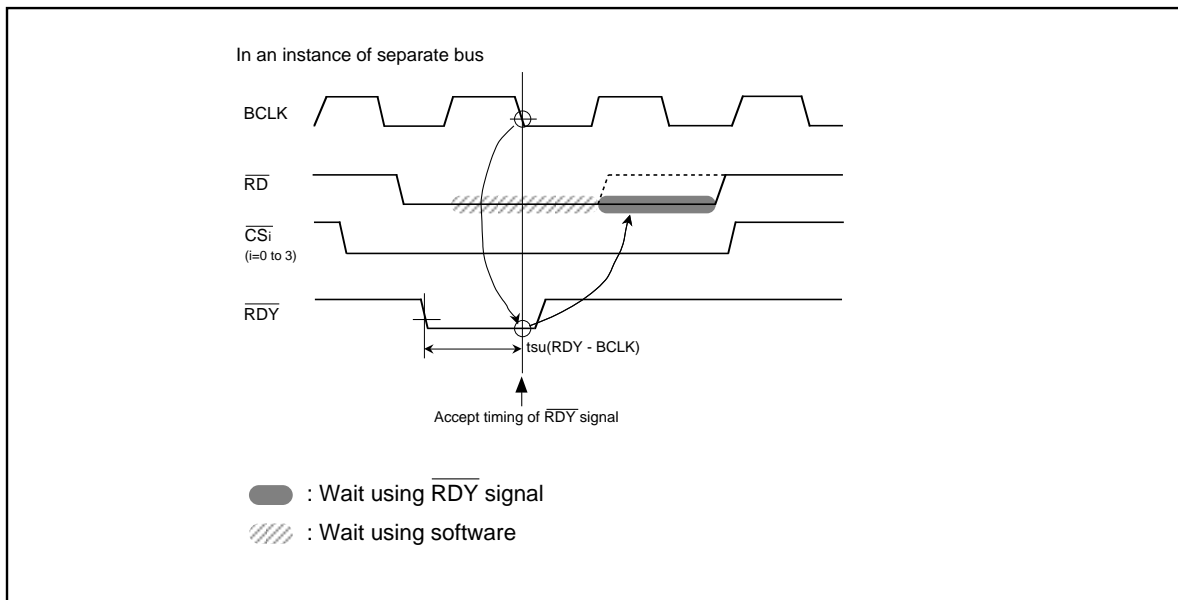 In an instance of separate bus
BCLK
RD
CSi
(i=0 to 3)
RDY
tsu(RDY - BCLK)
Accept timing of RDY signal
: Wait using RDY signal
: Wait using software